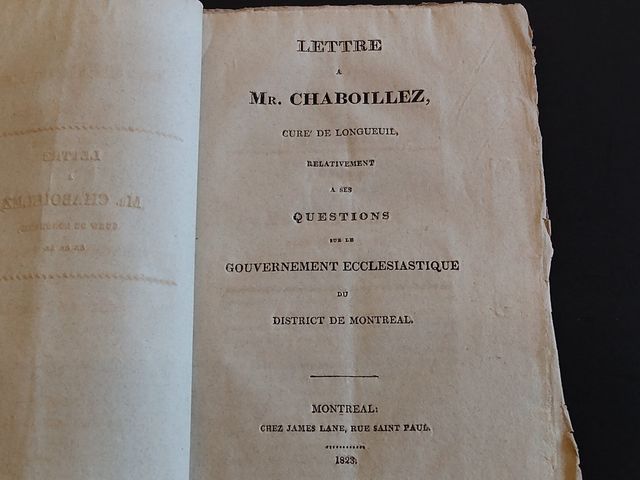 LETTRE
A
MR. CHABOILLEZ,
CURE' DE LONGUEUIL,
RELATIVEMENT
A SES
QUESTIONS
SUR LE
GOUVERNEMENT ECCLESIASTIQUE
DU
DISTRICT DE MONTREAL.
MONTREAL:
CHEZ JAMES LANE, RUE SAINT PAUL.
1823.